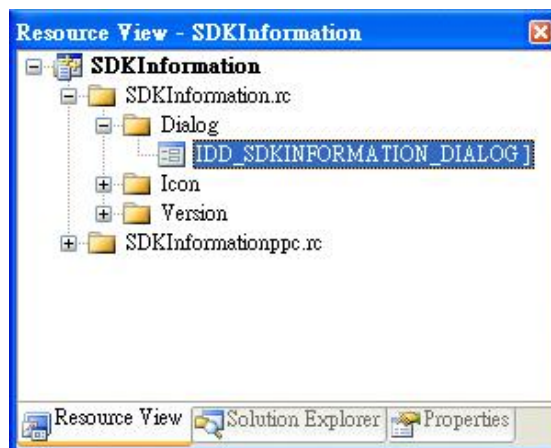 Resource View - SDKInformation
SDKInformation
SDKInformation.rc
Dialog
IDD_SDKINFORMATION_DIALOG ]
Icon
Version
SDKInformationppc.rc
Resource View Solution Explorer Properties